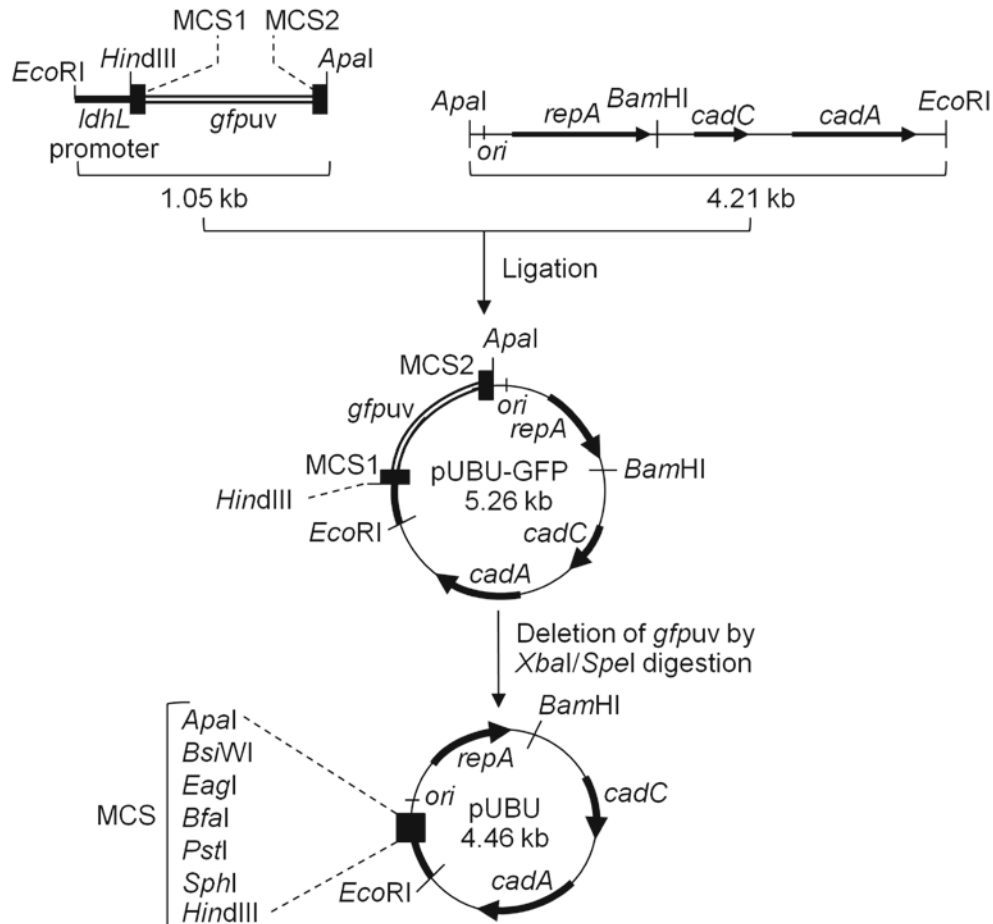 MCS1 MCS2
HindIII ApaI
EcoRI
ldhL gfpuv
promoter
1.05 kb
ApaI repA BamHI cadC cadA EcoRI
ori
4.21 kb
Ligation
ApaI
MCS2
gfpuv
ori
repA
MCS1
pUBU-GFP
5.26 kb
BamHI
HindIII
EcoRI
cadC
cadA
Deletion of gfpuv by
XbaI/SpeI digestion
BamHI
repA
cadC
ori
pUBU
4.46 kb
EcoRI
cadA
MCS
ApaI
BsiWI
EagI
BfaI
PstI
SphI
HindIII